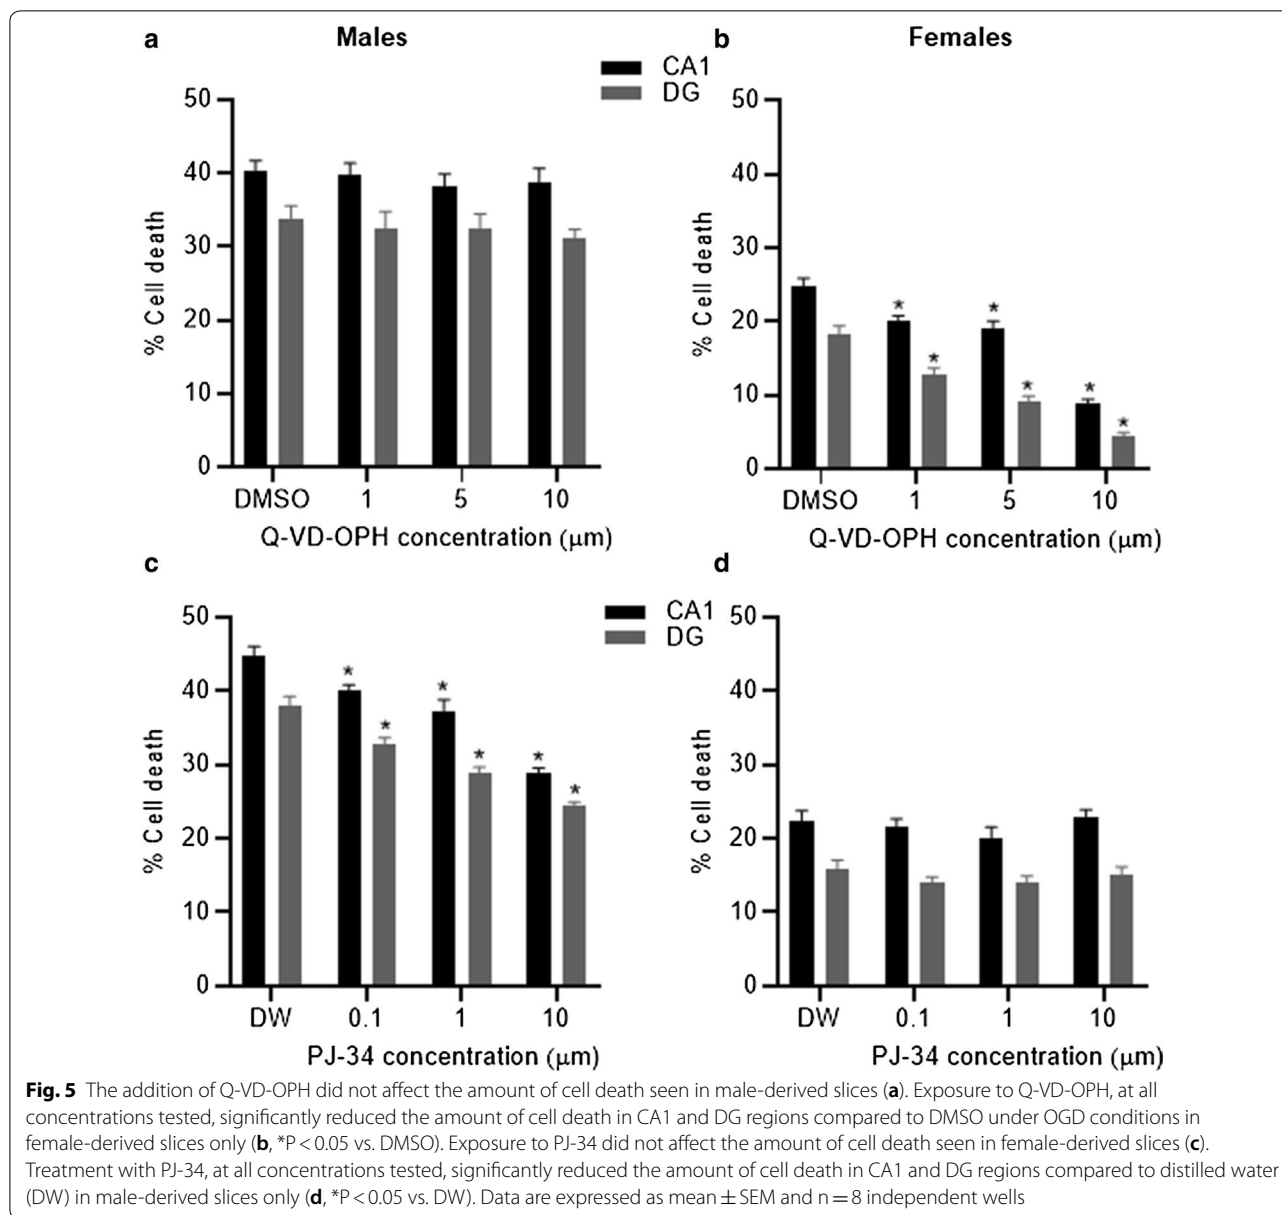 a Males
b Females
CA1
DG
50
40
30
20
10
0
% Cell death
DMSO 1 5 10
Q-VD-OPH concentration (μm)
50
40
30
20
10
0
% Cell death
* * * * * *
DMSO 1 5 10
Q-VD-OPH concentration (μm)
c
d
CA1
DG
50
40
30
20
10
0
% Cell death
* * * * * *
DW 0.1 1 10
PJ-34 concentration (μm)
50
40
30
20
10
0
% Cell death
DW 0.1 1 10
PJ-34 concentration (μm)
Fig. 5 The addition of Q-VD-OPH did not affect the amount of cell death seen in male-derived slices (a). Exposure to Q-VD-OPH, at all
concentrations tested, significantly reduced the amount of cell death in CA1 and DG regions compared to DMSO under OGD conditions in
female-derived slices only (b, *P < 0.05 vs. DMSO). Exposure to PJ-34 did not affect the amount of cell death seen in female-derived slices (c).
Treatment with PJ-34, at all concentrations tested, significantly reduced the amount of cell death in CA1 and DG regions compared to distilled water
(DW) in male-derived slices only (d, *P < 0.05 vs. DW). Data are expressed as mean ± SEM and n = 8 independent wells